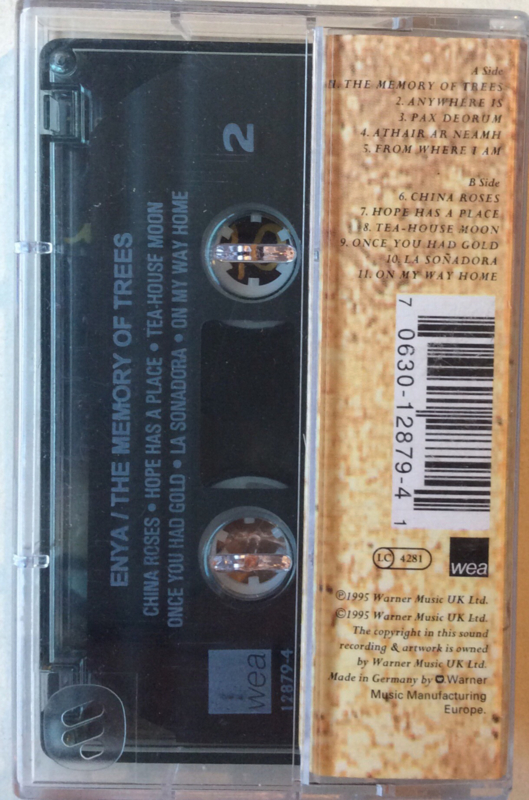 2
ENYA / THE MEMORY OF TREES
CHINA ROSES • HOPE HAS A PLACE • TEA-HOUSE MOON
ONCE YOU HAD GOLD • LA SONADORA • ON MY WAY HOME
wea
12879-4
A Side
1. THE MEMORY OF TREES
2. ANYWHERE IS
3. PAX DEORUM
4. ATHAIR AR NEAMH
5. FROM WHERE I AM
B Side
6. CHINA ROSES
7. HOPE HAS A PLACE
8. TEA-HOUSE MOON
9. ONCE YOU HAD GOLD
10. LA SOÑADORA
11. ON MY WAY HOME
7 0630-12879-4 1
LC 4281
wea
℗1995 Warner Music UK Ltd.
©1995 Warner Music UK Ltd.
The copyright in this sound
recording & artwork is owned
by Warner Music UK Ltd.
Made in Germany by Warner
Music Manufacturing
Europe.